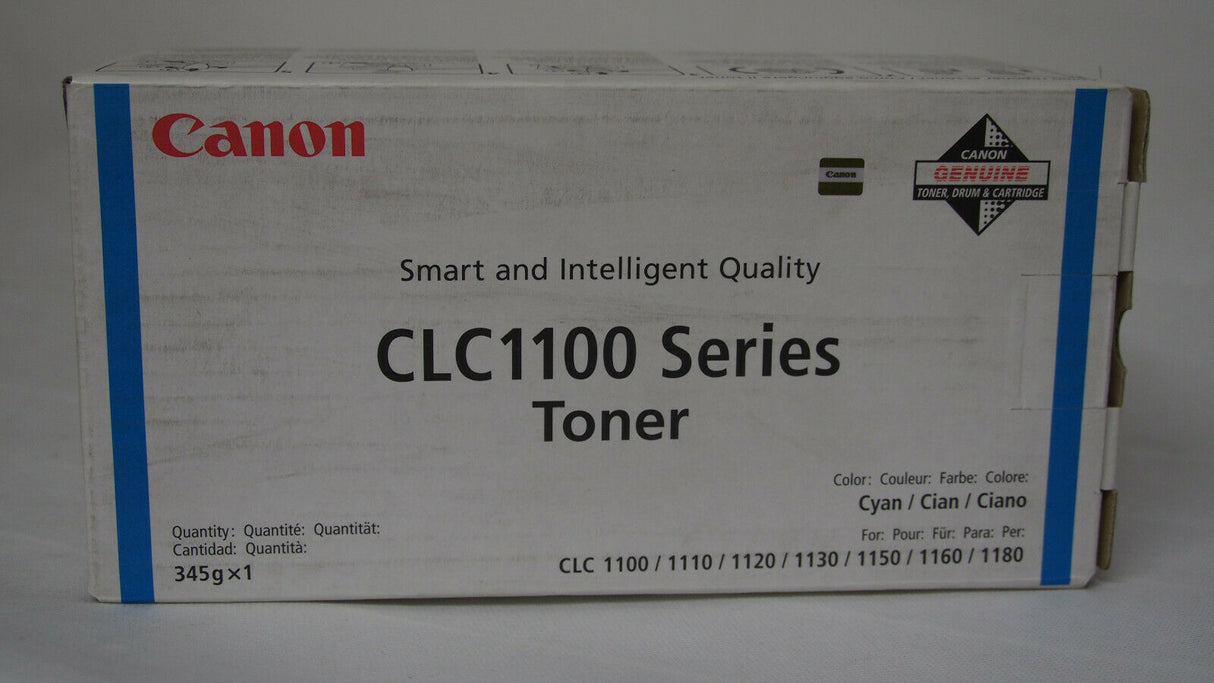 Canon
Canon
CANON
GENUINE
TONER, DRUM & CARTRIDGE
Smart and Intelligent Quality
CLC1100 Series
Toner
Color: Couleur: Farbe: Colore:
Cyan / Cian / Ciano
Quantity: Quantité: Quantität:
Cantidad: Quantità:
345g×1
For: Pour: Für: Para: Per:
CLC 1100 / 1110 / 1120 / 1130 / 1150 / 1160 / 1180